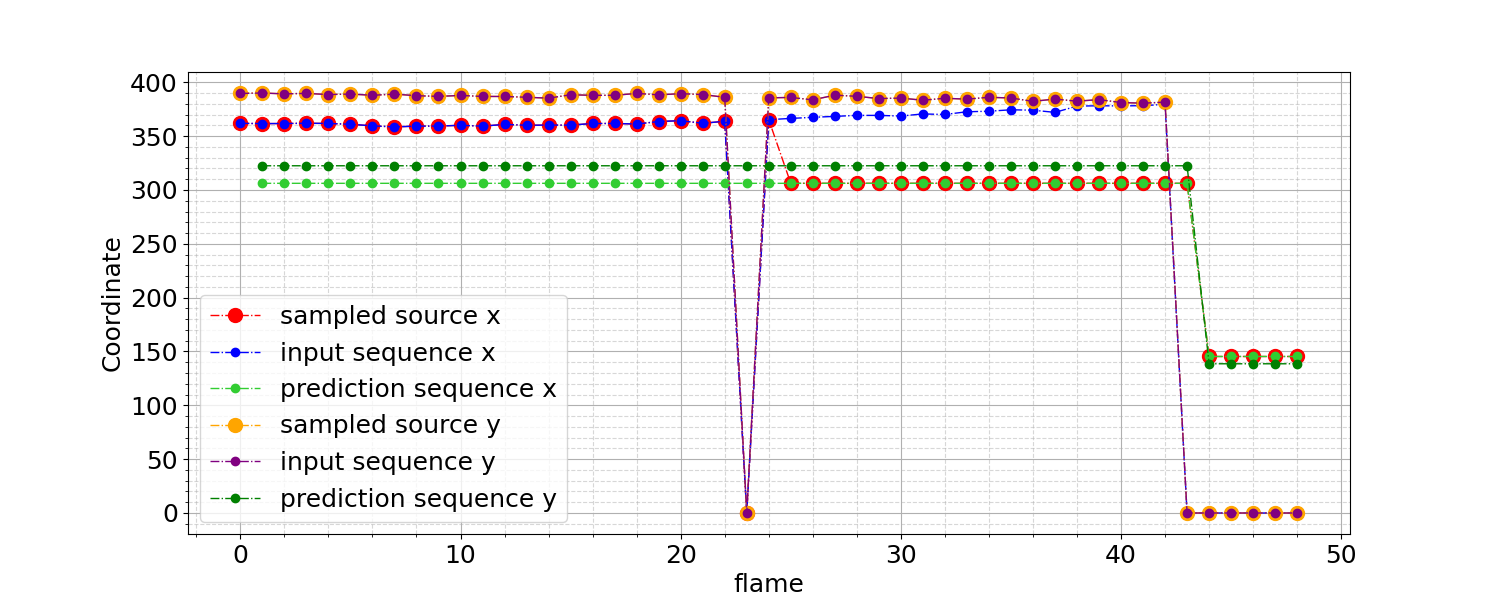 400
350
300
250
200
150
100
50
0
Coordinate
sampled source x
input sequence x
prediction sequence x
sampled source y
input sequence y
prediction sequence y
0 10 20 30 40 50
flame